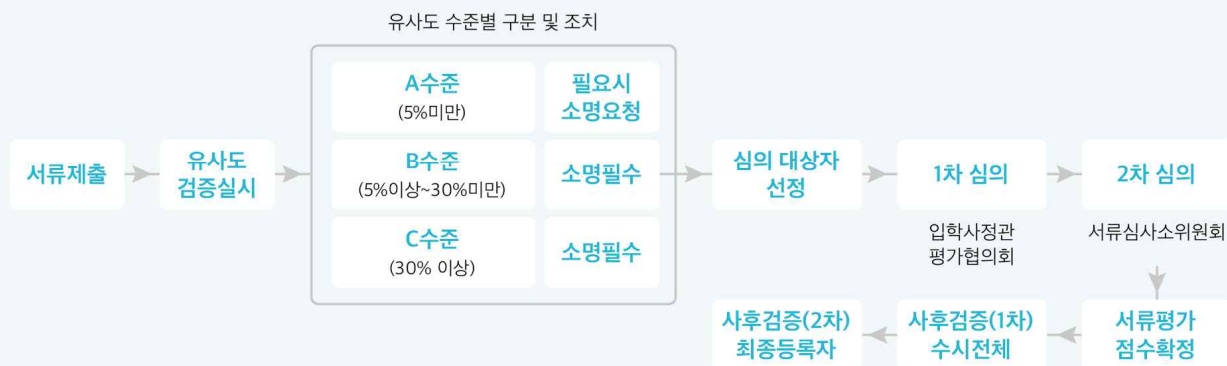 유사도 수준별 구분 및 조치
서류제출
유사도
검증실시
A수준
(5%미만)
필요시
소명요청
B수준
(5%이상~30%미만)
소명필수
C수준
(30% 이상)
소명필수
심의 대상자
선정
1차 심의
입학사정관
평가협의회
2차 심의
서류심사소위원회
서류평가
점수확정
사후검증(1차)
수시전체
사후검증(2차)
최종등록자